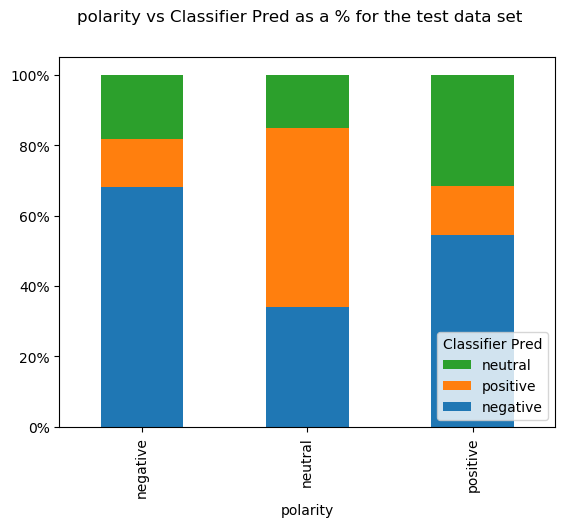 polarity vs Classifier Pred as a % for the test data set
100%
80%
60%
40%
20%
0%
Classifier Pred
neutral
positive
negative
negative
neutral
positive
polarity